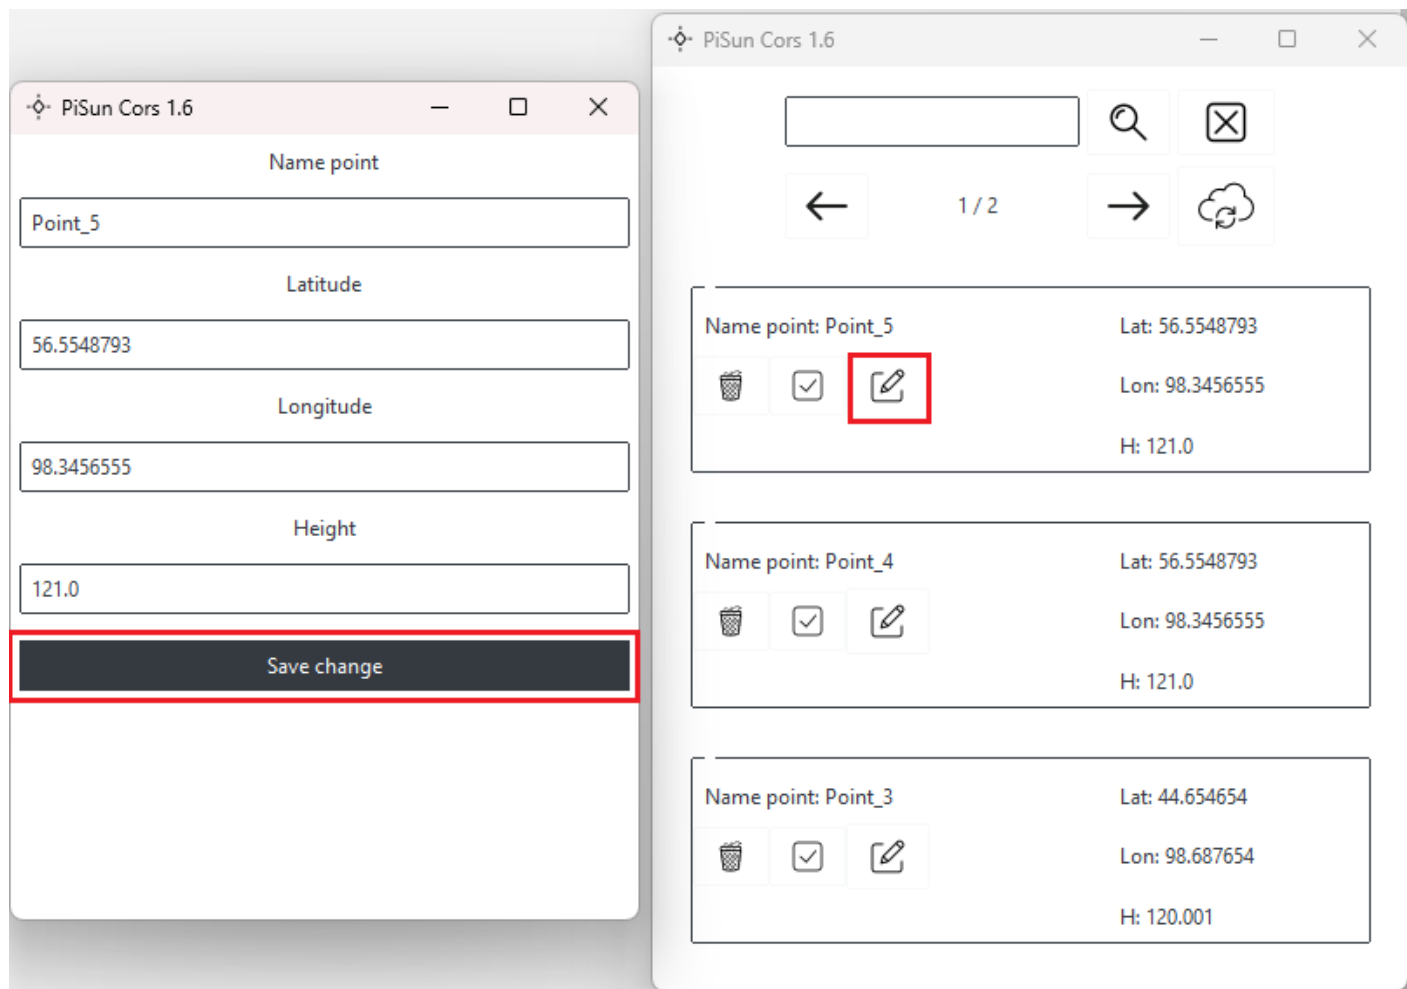 PiSun Cors 1.6
Name point
Point_5
Latitude
56.5548793
Longitude
98.3456555
Height
121.0
Save change
PiSun Cors 1.6
1 / 2
Name point: Point_5
Lat: 56.5548793
Lon: 98.3456555
H: 121.0
Name point: Point_4
Lat: 56.5548793
Lon: 98.3456555
H: 121.0
Name point: Point_3
Lat: 44.654654
Lon: 98.687654
H: 120.001